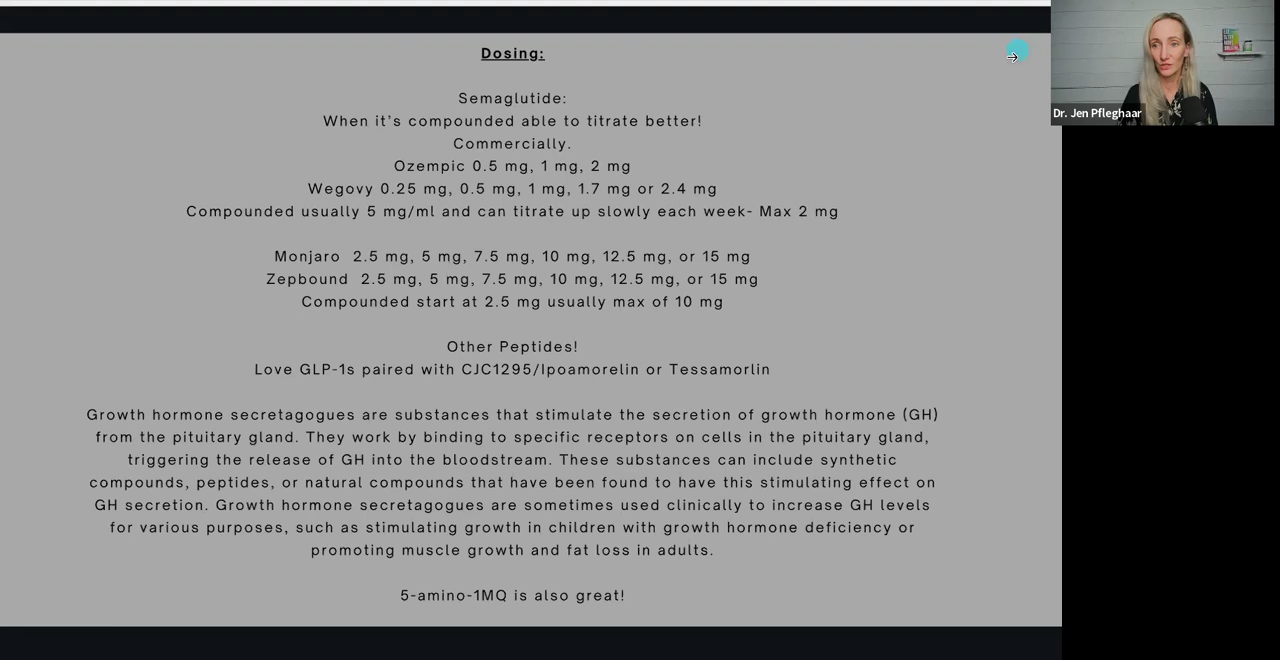 Dosing:
Semaglutide:
When it's compounded able to titrate better!
Commercially.
Ozempic 0.5 mg, 1 mg, 2 mg
Wegovy 0.25 mg, 0.5 mg, 1 mg, 1.7 mg or 2.4 mg
Compounded usually 5 mg/ml and can titrate up slowly each week- Max 2 mg
Monjaro 2.5 mg, 5 mg, 7.5 mg, 10 mg, 12.5 mg, or 15 mg
Zepbound 2.5 mg, 5 mg, 7.5 mg, 10 mg, 12.5 mg, or 15 mg
Compounded start at 2.5 mg usually max of 10 mg
Other Peptides!
Love GLP-1s paired with CJC1295/Ipoamorelin or Tessamorlin
Growth hormone secretagogues are substances that stimulate the secretion of growth hormone (GH)
from the pituitary gland. They work by binding to specific receptors on cells in the pituitary gland,
triggering the release of GH into the bloodstream. These substances can include synthetic
compounds, peptides, or natural compounds that have been found to have this stimulating effect on
GH secretion. Growth hormone secretagogues are sometimes used clinically to increase GH levels
for various purposes, such as stimulating growth in children with growth hormone deficiency or
promoting muscle growth and fat loss in adults.
5-amino-1MQ is also great!
Dr. Jen Pfleghaar